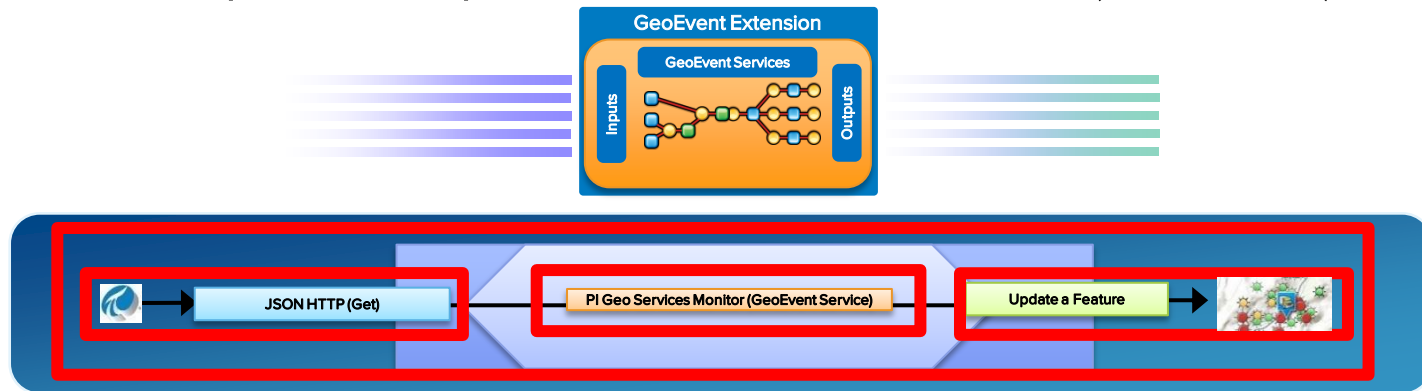 GeoEvent Extension
GeoEvent Services
Inputs
Outputs
JSON HTTP (Get)
PI Geo Services Monitor (GeoEvent Service)
Update a Feature